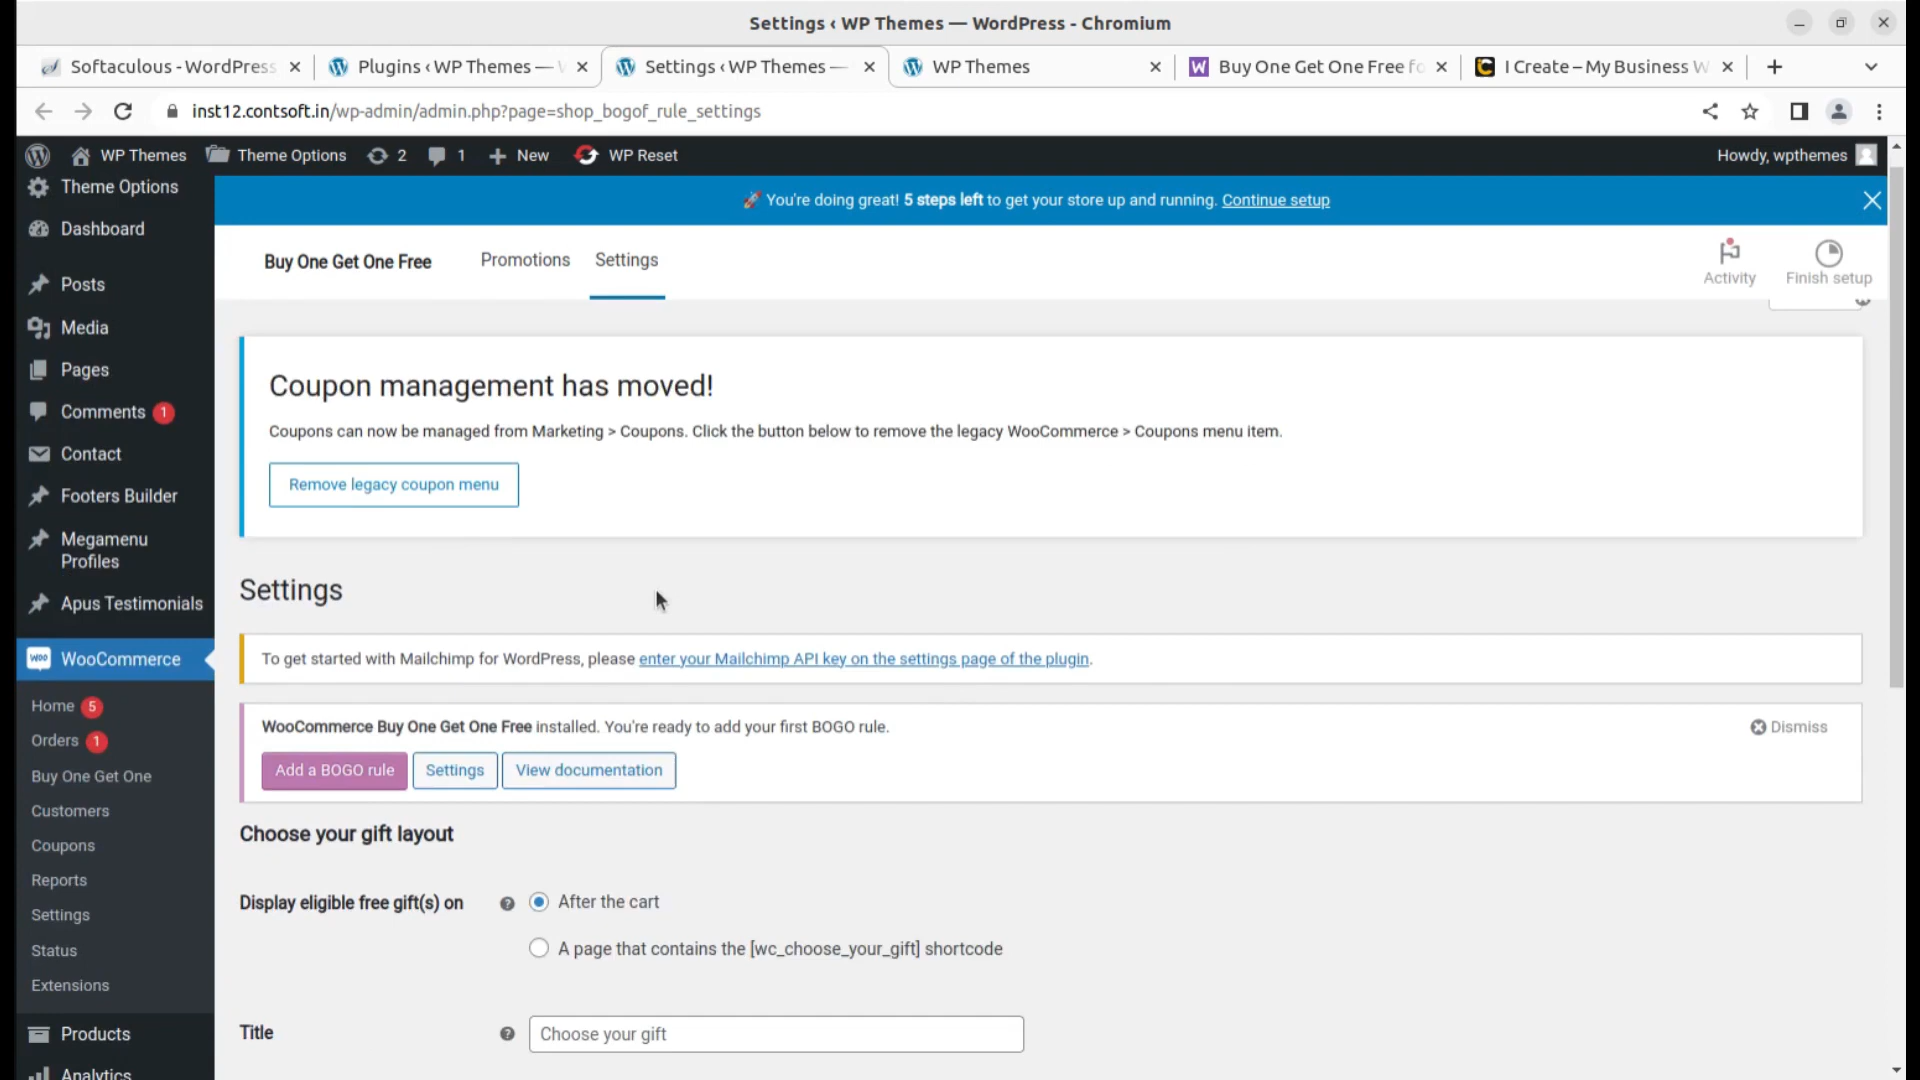 Settings ‹ WP Themes — WordPress - Chromium
Softaculous - WordPress
Plugins ‹ WP Themes —
Settings ‹ WP Themes —
WP Themes
Buy One Get One Free fo
I Create – My Business W
inst12.contsoft.in/wp-admin/admin.php?page=shop_bogof_rule_settings
WP Themes
Theme Options
2
1
New
WP Reset
Howdy, wpthemes
Theme Options
Dashboard
Posts
Media
Pages
Comments 1
Contact
Footers Builder
Megamenu
Profiles
Apus Testimonials
WooCommerce
Home 5
Orders 1
Buy One Get One
Customers
Coupons
Reports
Settings
Status
Extensions
Products
Analytics
You're doing great! 5 steps left to get your store up and running. Continue setup
Buy One Get One Free
Promotions
Settings
Activity
Finish setup
Coupon management has moved!
Coupons can now be managed from Marketing > Coupons. Click the button below to remove the legacy WooCommerce > Coupons menu item.
Remove legacy coupon menu
Settings
To get started with Mailchimp for WordPress, please enter your Mailchimp API key on the settings page of the plugin.
WooCommerce Buy One Get One Free installed. You're ready to add your first BOGO rule.
Dismiss
Add a BOGO rule
Settings
View documentation
Choose your gift layout
Display eligible free gift(s) on
After the cart
A page that contains the [wc_choose_your_gift] shortcode
Title
Choose your gift